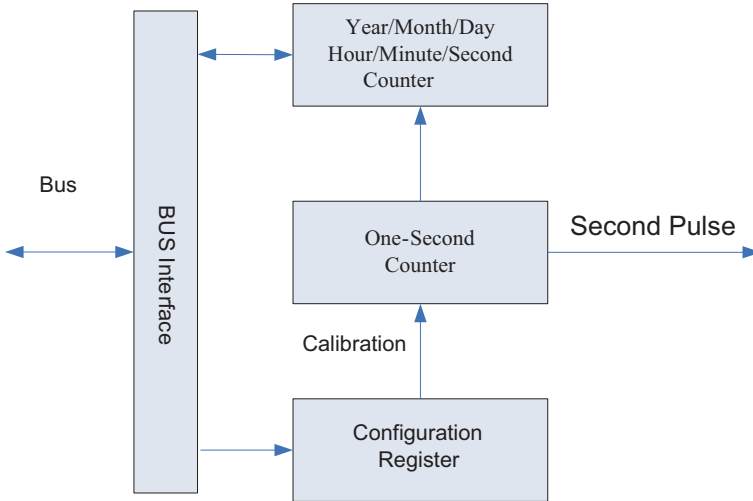 Year/Month/Day
Hour/Minute/Second
Counter
Bus
BUS Interface
One-Second
Counter
Second Pulse
Calibration
Configuration
Register